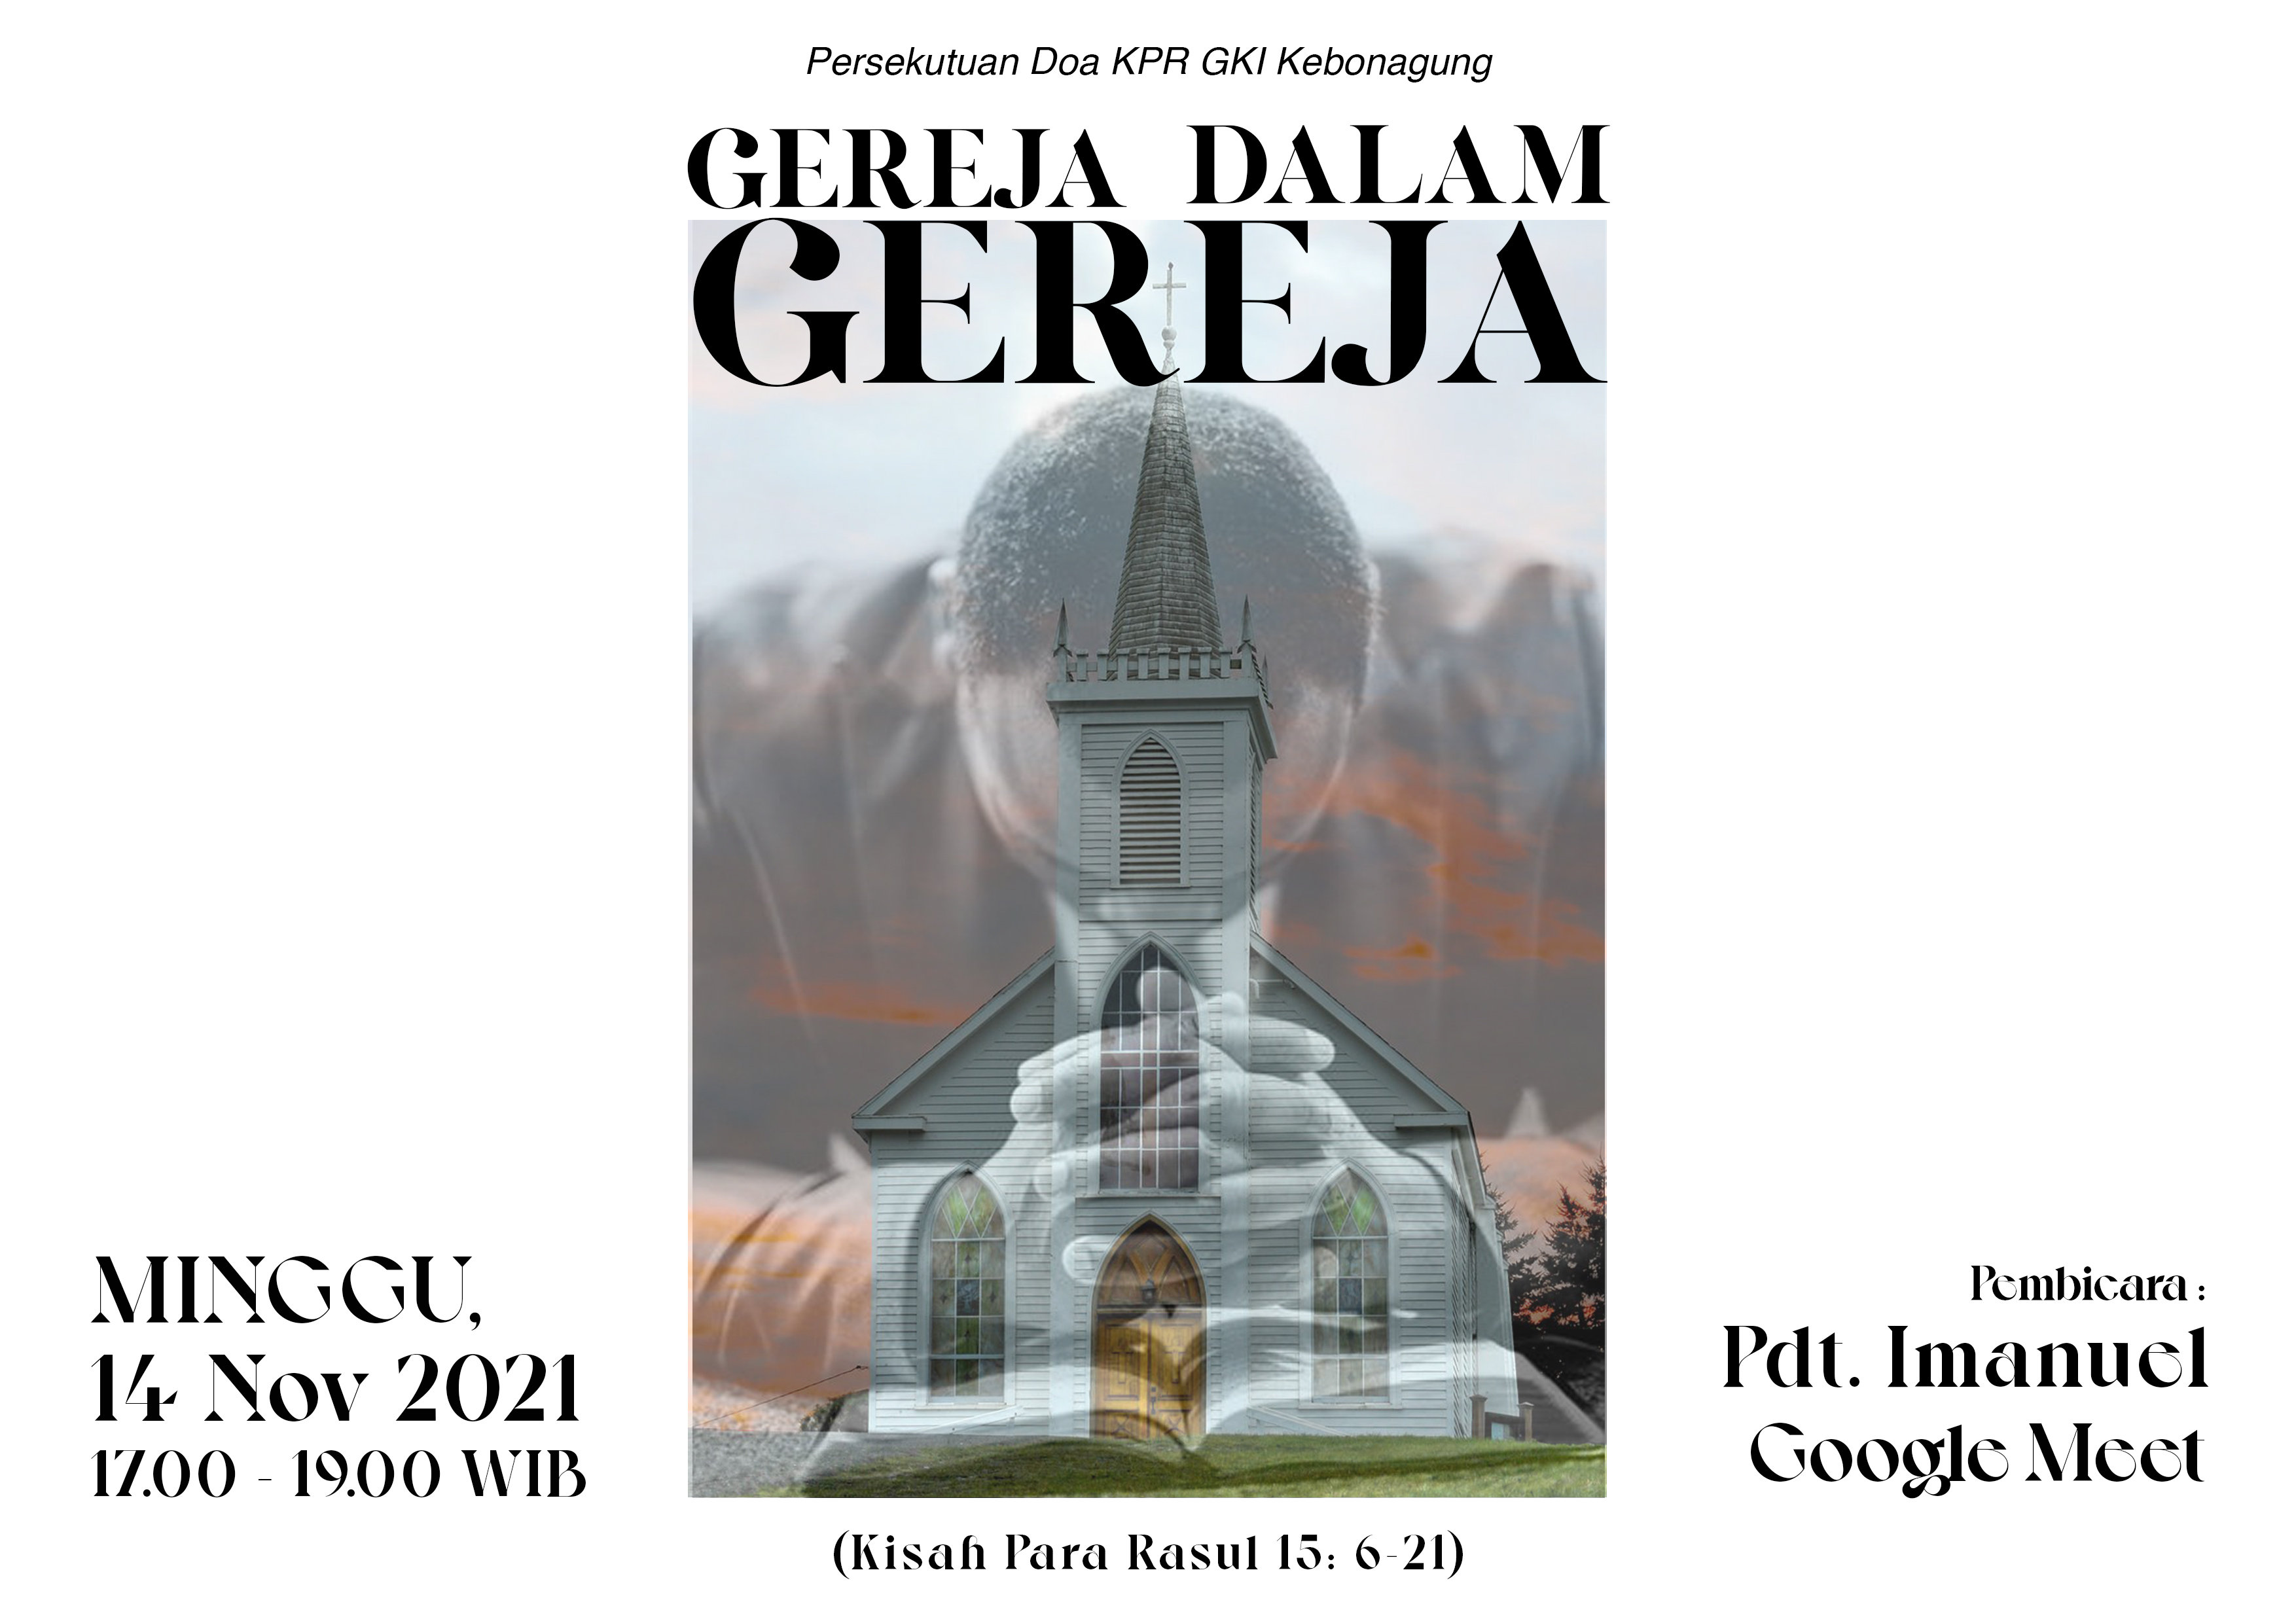 Persekutuan Doa KPR GKI Kebonagung
GEREJA DALAM
GEREJA
MINGGU,
14 Nov 2021
17.00 - 19.00 WIB
Pembicara :
Pdt. Imanuel
Google Meet
(Kisah Para Rasul 15: 6-21)